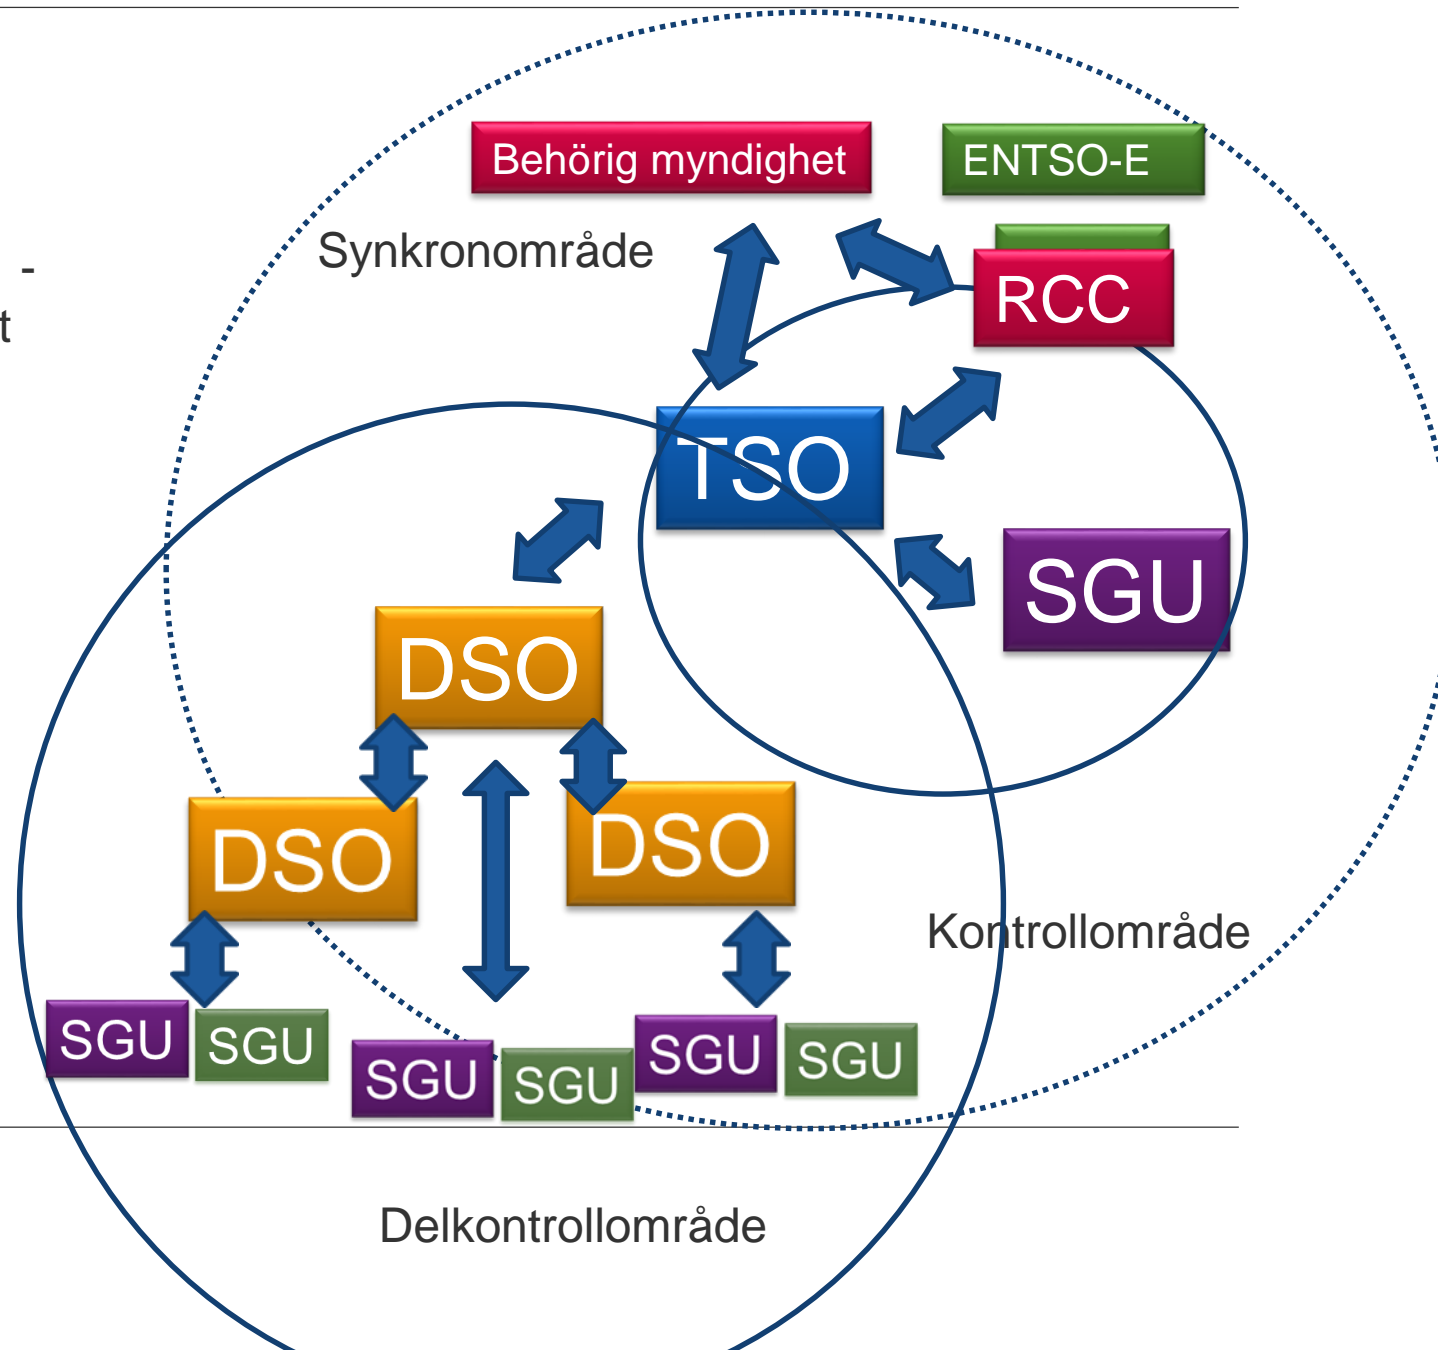 Behörig myndighet
ENTSO-E
Synkronområde
-
t
RCC
TSO
SGU
DSO
DSO
DSO
Kontrollområde
SGU
SGU
SGU
SGU
SGU
SGU
Delkontrollområde